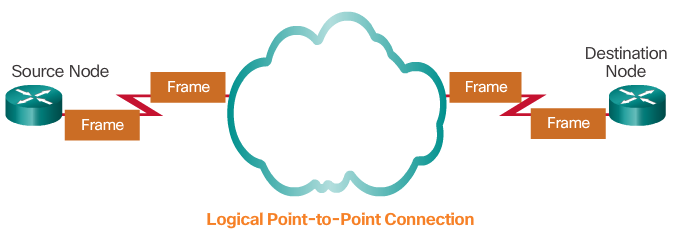 Source Node
Destination
Node
Frame
Frame
Frame
Frame
Logical Point-to-Point Connection